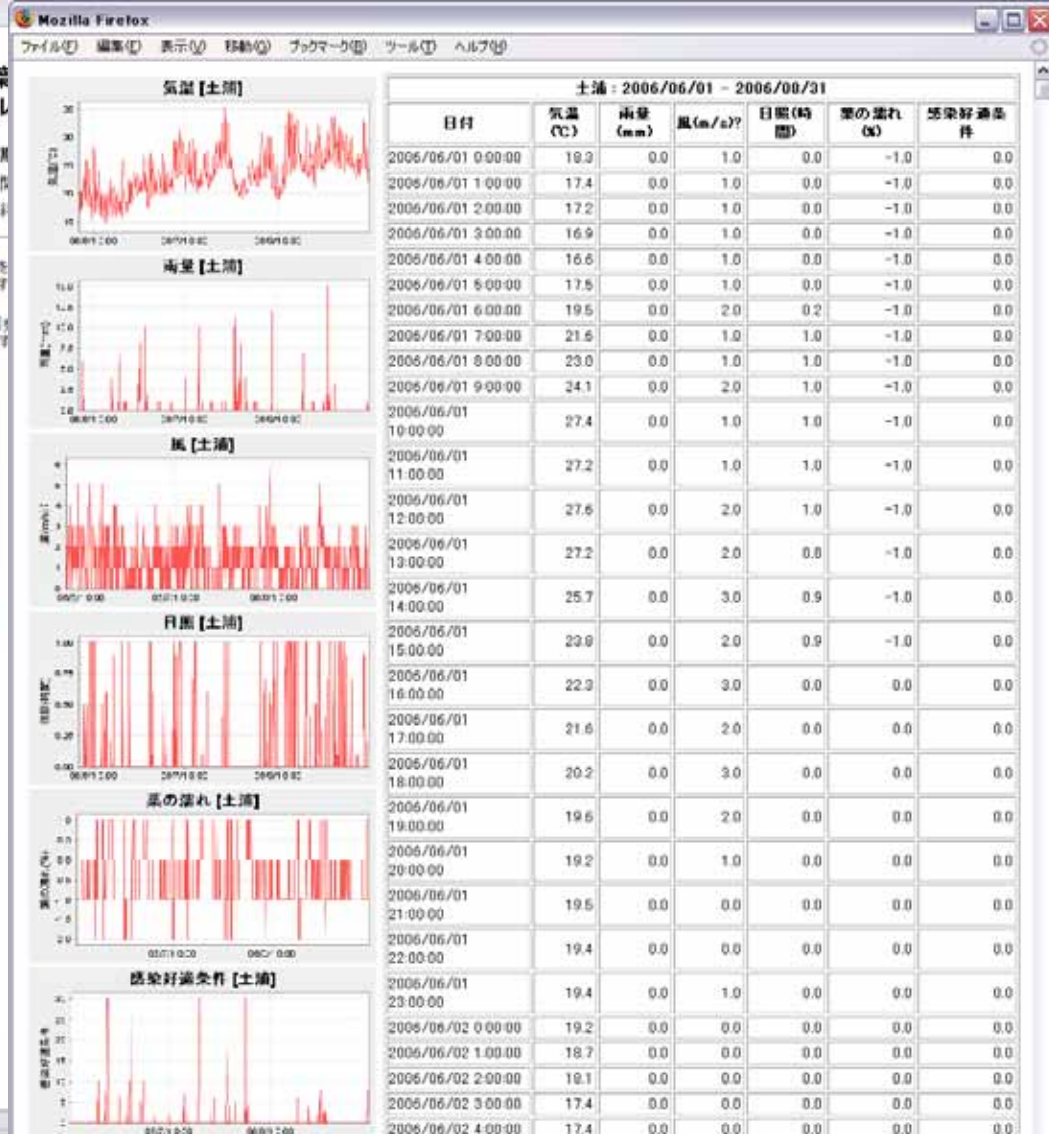 Mozilla Firefox
ファイル(F) 編集(E) 表示(V) 移動(G) ブックマーク(B) ツール(T) ヘルプ(H)
気温 [土浦]
雨量 [土浦]
風 [土浦]
日照 [土浦]
葉の濡れ [土浦]
感染好適条件 [土浦]
土浦 : 2006/06/01 - 2006/08/31
日付 気温(℃) 雨量(mm) 風(m/s)? 日照(時間) 葉の濡れ(%) 感染好適条件
2006/06/01 0:00:00 18.3 0.0 1.0 0.0 -1.0 0.0
2006/06/01 1:00:00 17.4 0.0 1.0 0.0 -1.0 0.0
2006/06/01 2:00:00 17.2 0.0 1.0 0.0 -1.0 0.0
2006/06/01 3:00:00 16.9 0.0 1.0 0.0 -1.0 0.0
2006/06/01 4:00:00 16.6 0.0 1.0 0.0 -1.0 0.0
2006/06/01 5:00:00 17.5 0.0 1.0 0.0 -1.0 0.0
2006/06/01 6:00:00 19.5 0.0 2.0 0.2 -1.0 0.0
2006/06/01 7:00:00 21.6 0.0 1.0 1.0 -1.0 0.0
2006/06/01 8:00:00 23.0 0.0 1.0 1.0 -1.0 0.0
2006/06/01 9:00:00 24.1 0.0 2.0 1.0 -1.0 0.0
2006/06/01 10:00:00 27.4 0.0 1.0 1.0 -1.0 0.0
2006/06/01 11:00:00 27.2 0.0 1.0 1.0 -1.0 0.0
2006/06/01 12:00:00 27.6 0.0 2.0 1.0 -1.0 0.0
2006/06/01 13:00:00 27.2 0.0 2.0 0.8 -1.0 0.0
2006/06/01 14:00:00 25.7 0.0 3.0 0.9 -1.0 0.0
2006/06/01 15:00:00 23.8 0.0 2.0 0.9 -1.0 0.0
2006/06/01 16:00:00 22.3 0.0 3.0 0.0 0.0 0.0
2006/06/01 17:00:00 21.6 0.0 2.0 0.0 0.0 0.0
2006/06/01 18:00:00 20.2 0.0 3.0 0.0 0.0 0.0
2006/06/01 19:00:00 19.6 0.0 2.0 0.0 0.0 0.0
2006/06/01 20:00:00 19.2 0.0 1.0 0.0 0.0 0.0
2006/06/01 21:00:00 19.5 0.0 0.0 0.0 0.0 0.0
2006/06/01 22:00:00 19.4 0.0 0.0 0.0 0.0 0.0
2006/06/01 23:00:00 19.4 0.0 1.0 0.0 0.0 0.0
2006/06/02 0:00:00 19.2 0.0 0.0 0.0 0.0 0.0
2006/06/02 1:00:00 18.7 0.0 0.0 0.0 0.0 0.0
2006/06/02 2:00:00 18.1 0.0 0.0 0.0 0.0 0.0
2006/06/02 3:00:00 17.4 0.0 0.0 0.0 0.0 0.0
2006/06/02 4:00:00 17.4 0.0 0.0 0.0 0.0 0.0